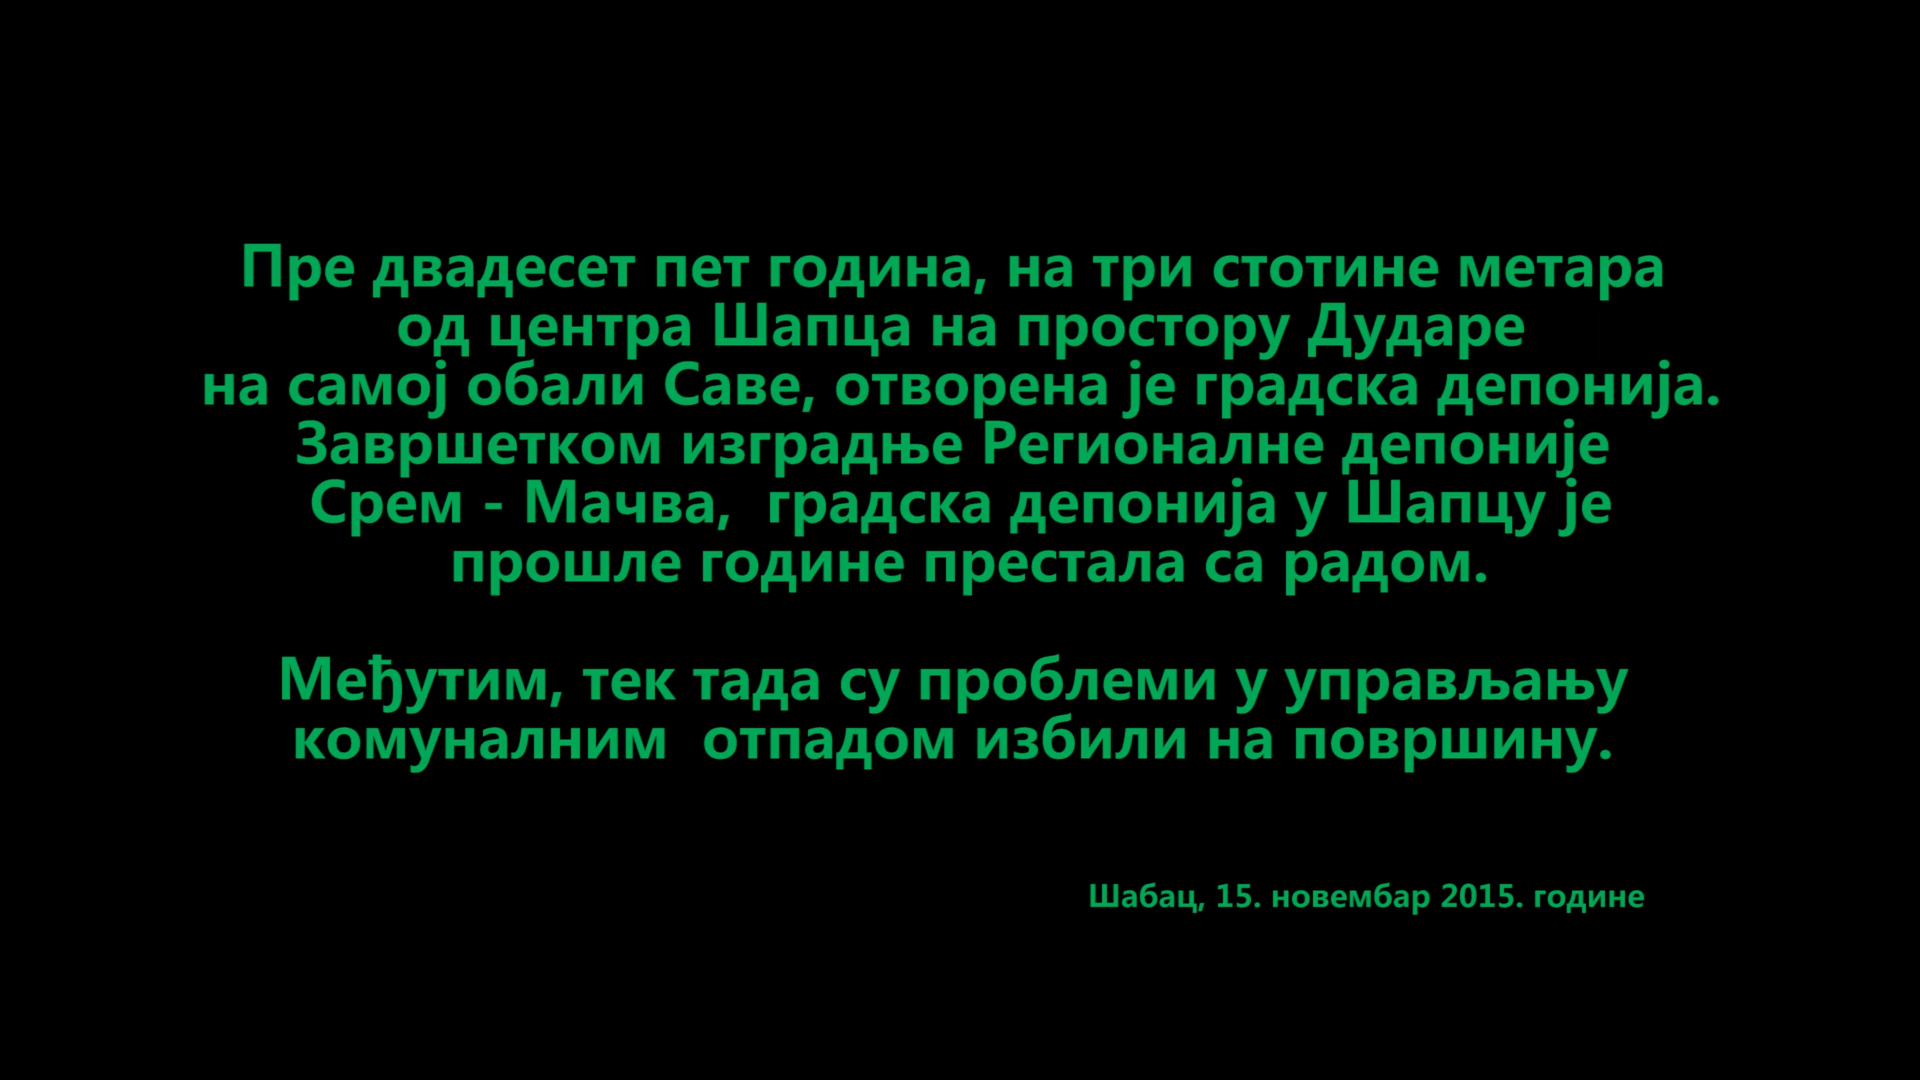 Пре двадесет пет година, на три стотине метара
од центра Шапца на простору Дударе
на самој обали Саве, отворена је градска депонија.
Завршетком изградње Регионалне депоније
Срем - Мачва,  градска депонија у Шапцу је
прошле године престала са радом.
Међутим, тек тада су проблеми у управљању
комуналним  отпадом избили на површину.
Шабац, 15. новембар 2015. године